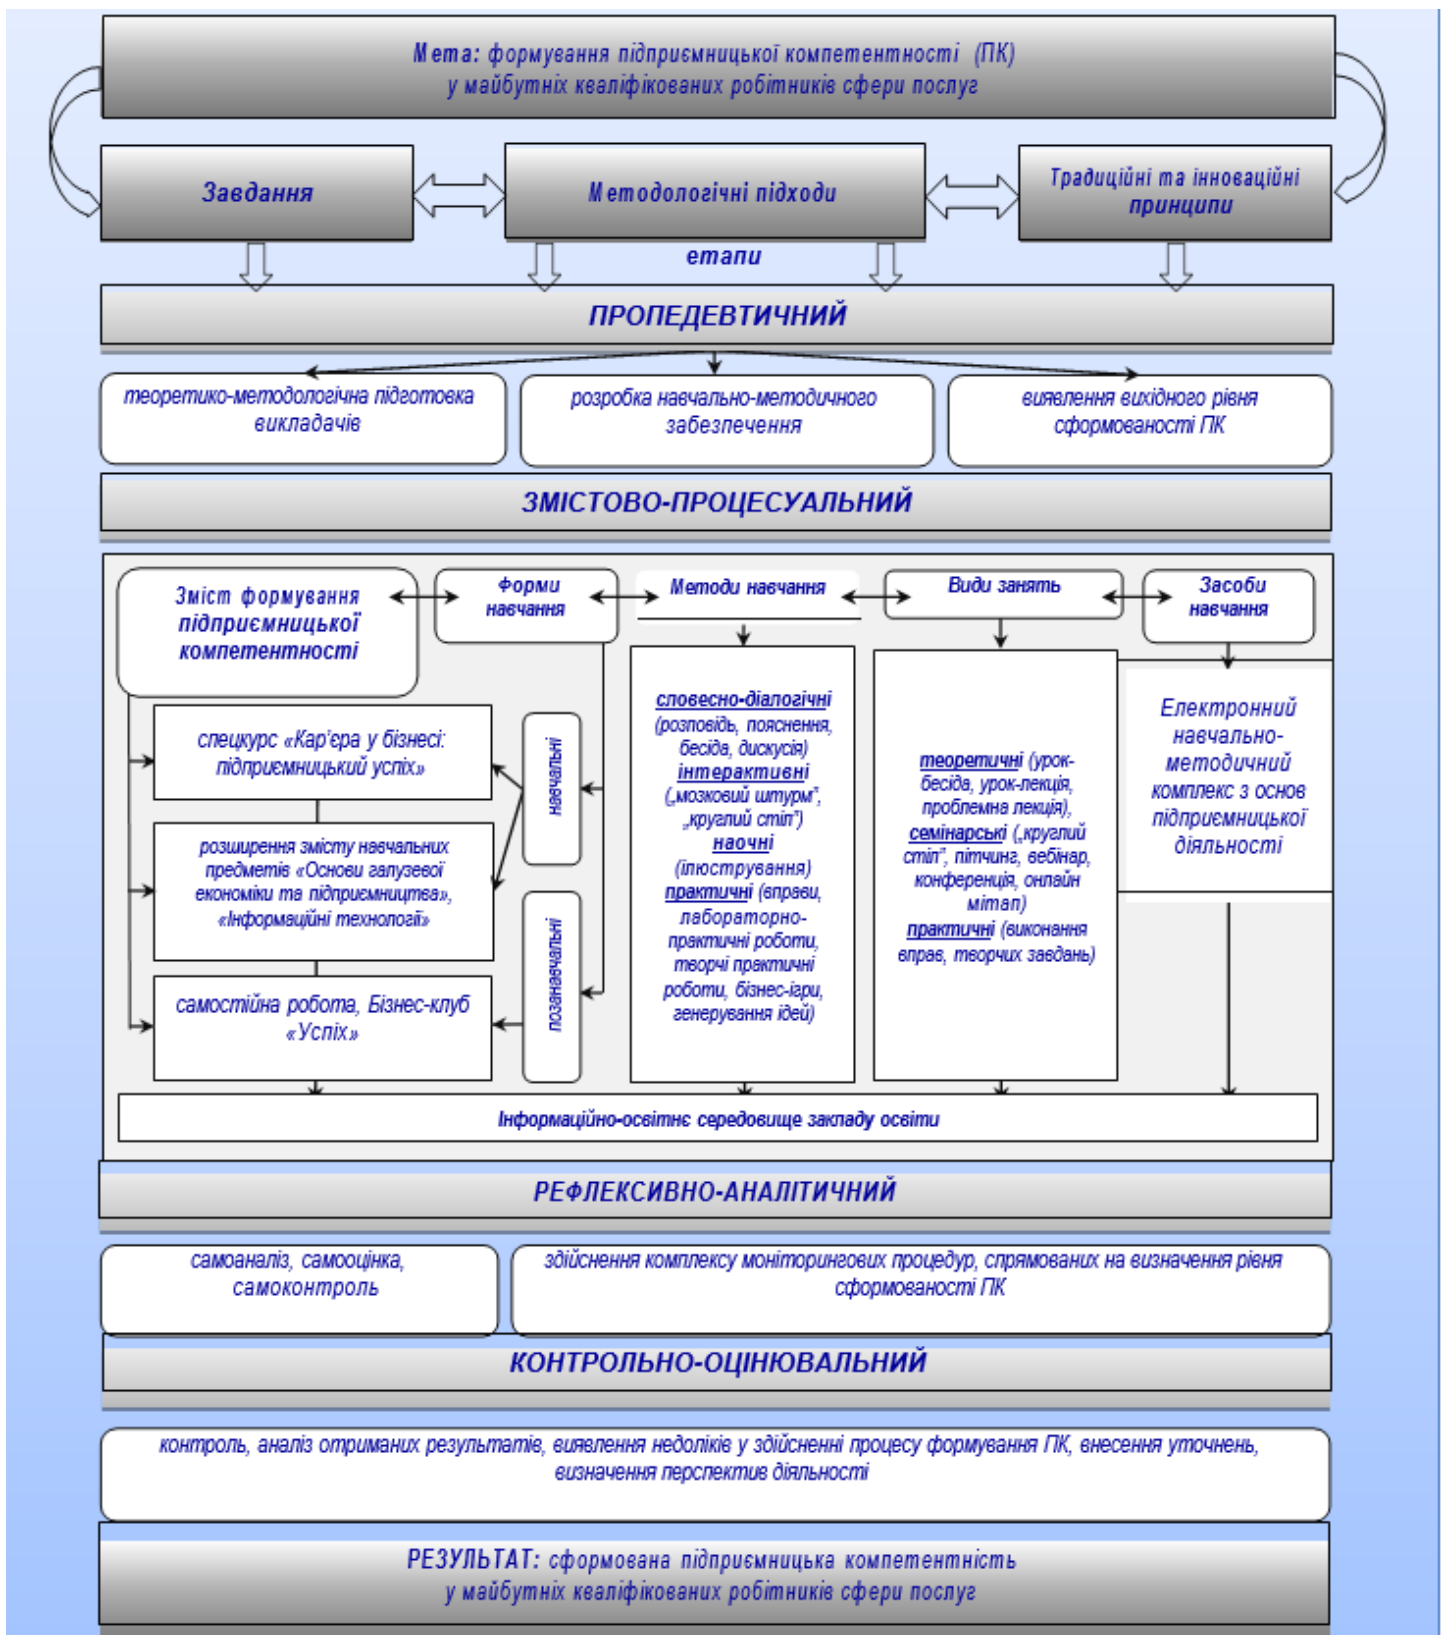 Мета: формування підприємницької компетентності (ПК)
у майбутніх кваліфікованих робітників сфери послуг
Завдання
Методологічні підходи
Традиційні та інноваційні
принципи
етапи
ПРОПЕДЕВТИЧНИЙ
теоретико-методологічна підготовка
викладачів
розробка навчально-методичного
забезпечення
виявлення вихідного рівня
сформованості ПК
ЗМІСТОВО-ПРОЦЕСУАЛЬНИЙ
Зміст формування
підприємницької
компетентності
Форми
навчання
Методи навчання
Види занять
Засоби
навчання
спецкурс «Кар’єра у бізнесі:
підприємницький успіх»
розширення змісту навчальних
предметів «Основи галузевої
економіки та підприємництва»,
«Інформаційні технології»
самостійна робота, Бізнес-клуб
«Успіх»
навчальні
позанавчальні
словесно-діалогічні
(розповідь, пояснення,
бесіда, дискусія)
інтерактивні
(„мозковий штурм”,
„круглий стіл”)
наочні
(ілюстрування)
практичні (вправи,
лабораторно-
практичні роботи,
творчі практичні
роботи, бізнес-ігри,
генерування ідей)
теоретичні (урок-
бесіда, урок-лекція,
проблемна лекція),
семінарські („круглий
стіл”, пітчинг, вебінар,
конференція, онлайн
мітап)
практичні (виконання
вправ, творчих завдань)
Електронний
навчально-
методичний
комплекс з основ
підприємницької
діяльності
Інформаційно-освітнє середовище закладу освіти
РЕФЛЕКСИВНО-АНАЛІТИЧНИЙ
самоаналіз, самооцінка,
самоконтроль
здійснення комплексу моніторингових процедур, спрямованих на визначення рівня
сформованості ПК
КОНТРОЛЬНО-ОЦІНЮВАЛЬНИЙ
контроль, аналіз отриманих результатів, виявлення недоліків у здійсненні процесу формування ПК, внесення уточнень,
визначення перспектив діяльності
РЕЗУЛЬТАТ: сформована підприємницька компетентність
у майбутніх кваліфікованих робітників сфери послуг